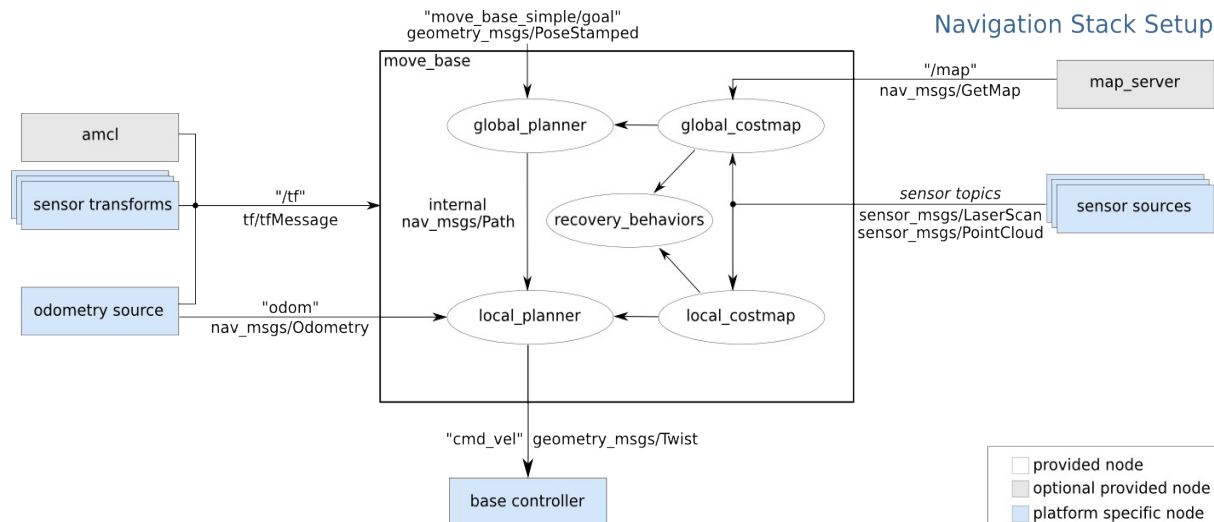 Navigation Stack Setup
"move_base_simple/goal"
geometry_msgs/PoseStamped
move_base
"/map"
nav_msgs/GetMap
map_server
amcl
global_planner
global_costmap
sensor transforms
"/tf"
tf/tfMessage
internal
nav_msgs/Path
recovery_behaviors
sensor topics
sensor_msgs/LaserScan
sensor_msgs/PointCloud
sensor sources
odometry source
"odom"
nav_msgs/Odometry
local_planner
local_costmap
"cmd_vel" geometry_msgs/Twist
base controller
provided node
optional provided node
platform specific node